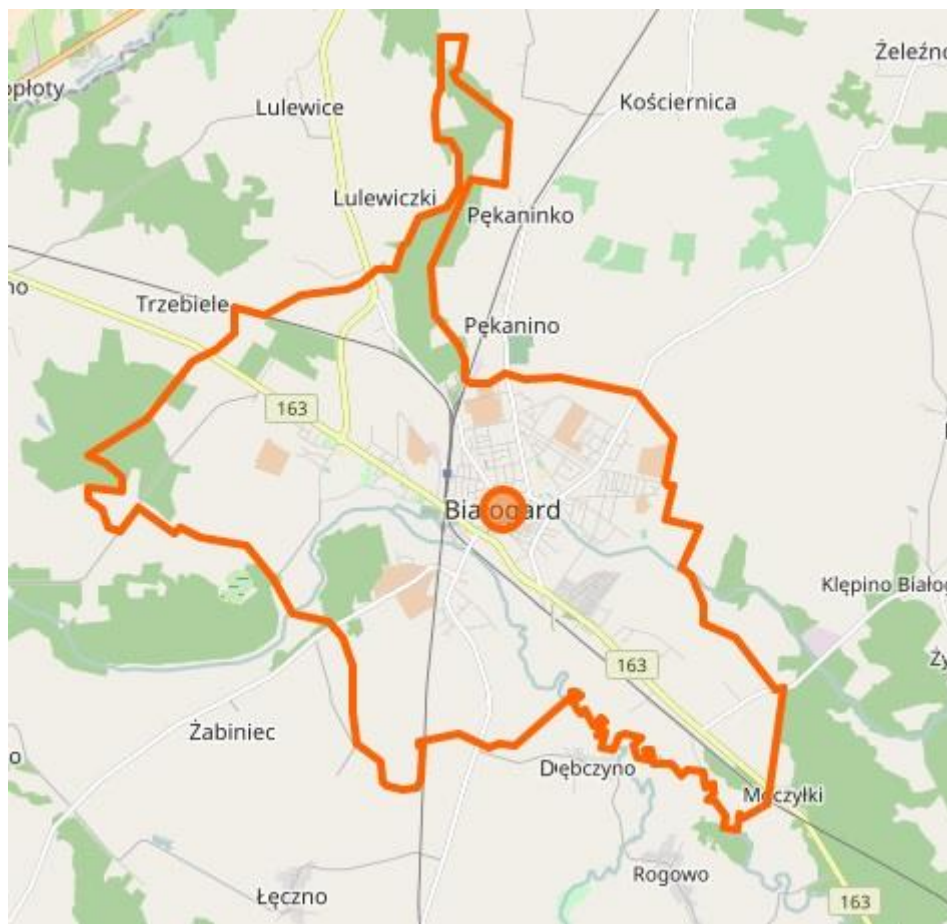 Żeleźno
opłoty
Kościernica
Lulewice
Lulewiczki
Pękaninko
no
Trzebiele
Pękanino
163
Białogard
Klępino Białog
163
Ży
Żabiniec
o
Dębczyno
Moczyłki
Łęczno
Rogowo
163